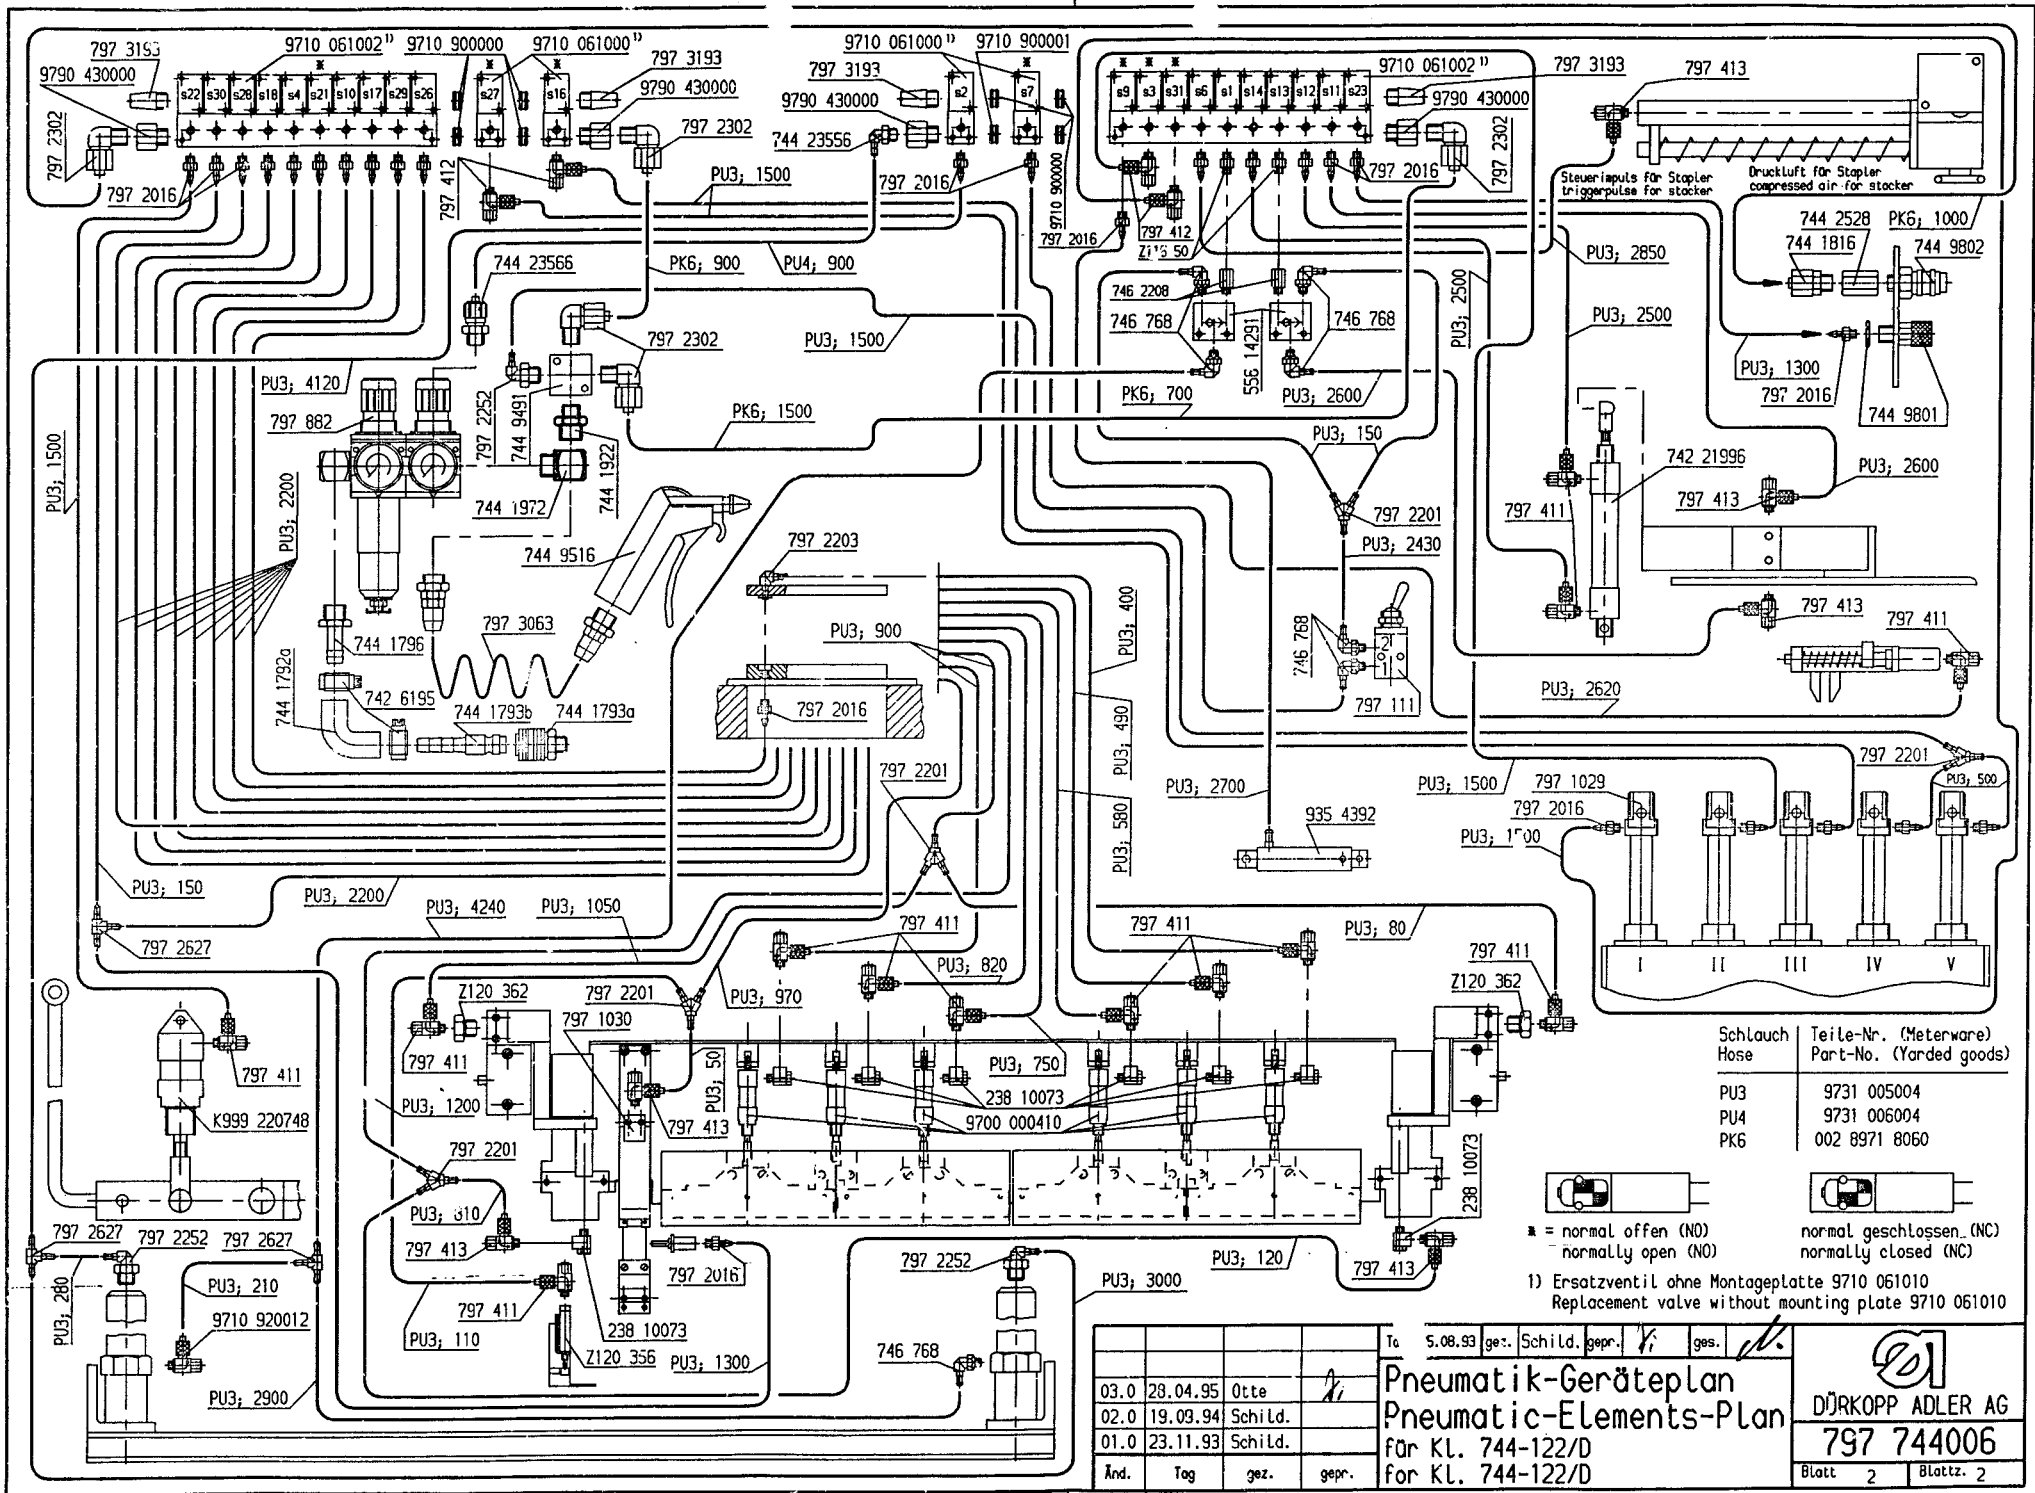 797 3193
9710 061002 1)
9710 900000
9710 061000 1)
797 3193
9790 430000
9790 430000
797 2302
s22 s30 s28 s18 s4 s21 s10 s17 s29 s26
s27
s16
797 2302
797 2016
797 412
9710 061000 1)
9710 900001
797 3193
9790 430000
s2
s7
744 23556
797 2016
9710 900000
s9 s3 s31 s6 s1 s14 s13 s12 s11 s23
9710 061002 1)
797 3193
9790 430000
797 2302
797 413
Steuerimpuls für Stapler
triggerpulse for stacker
Druckluft für Stapler
compressed air for stacker
797 2016
797 412
797 2016
PU3; 1500
PK6; 900
PU4; 900
744 23566
PU3; 2850
744 2528
PK6; 1000
744 1816
744 9802
746 2208
746 768
746 768
556 14291
PU3; 2500
PU3; 2500
PU3; 1500
797 2302
PU3; 4120
797 882
797 2252
744 9491
744 1922
PK6; 1500
PK6; 700
PU3; 2600
PU3; 1300
797 2016
744 9801
PU3; 1500
PU3; 2200
744 1972
744 9516
PU3; 150
797 2201
PU3; 2430
742 21996
797 411
797 413
PU3; 2600
797 2203
PU3; 900
PU3; 400
746 768
2
1
797 111
797 413
797 411
744 1796
797 3063
744 1792a
742 6195
744 1793b
744 1793a
797 2016
PU3; 490
PU3; 2620
797 2201
PU3; 580
PU3; 2700
935 4392
797 2201
PU3; 1500
797 1029
PU3; 500
797 2016
PU3; 150
PU3; 2200
PU3; 4240
PU3; 1050
797 2627
797 411
PU3; 820
797 411
PU3; 80
797 411
I II III IV V
Z120 362
797 2201
PU3; 970
797 1030
Z120 362
797 411
797 411
PU3; 50
PU3; 750
238 10073
9700 000410
K999 220748
PU3; 1200
797 413
797 2201
238 10073
Schlauch Teile-Nr. (Meterware)
Hose Part-No. (Yarded goods)
PU3 9731 005004
PU4 9731 006004
PK6 002 8971 8060
797 2627
797 2252
797 2627
797 413
797 2016
797 2252
PU3; 3000
PU3; 120
797 413
PU3; 280
PU3; 210
9710 920012
797 411
PU3; 110
238 10073
Z120 356
PU3; 1300
746 768
PU3; 2900
* = normal offen (NO)
normally open (NO)
normal geschlossen (NC)
normally closed (NC)
1) Ersatzventil ohne Montageplatte 9710 061010
Replacement valve without mounting plate 9710 061010
5.08.93 gez. Schild. gepr. ges.
03.0 28.04.95 Otte
02.0 19.09.94 Schild.
01.0 23.11.93 Schild.
Änd. Tag gez. gepr.
Pneumatik-Geräteplan
Pneumatic-Elements-Plan
für Kl. 744-122/D
for Kl. 744-122/D
DÜRKOPP ADLER AG
797 744006
Blatt 2 Blattz. 2